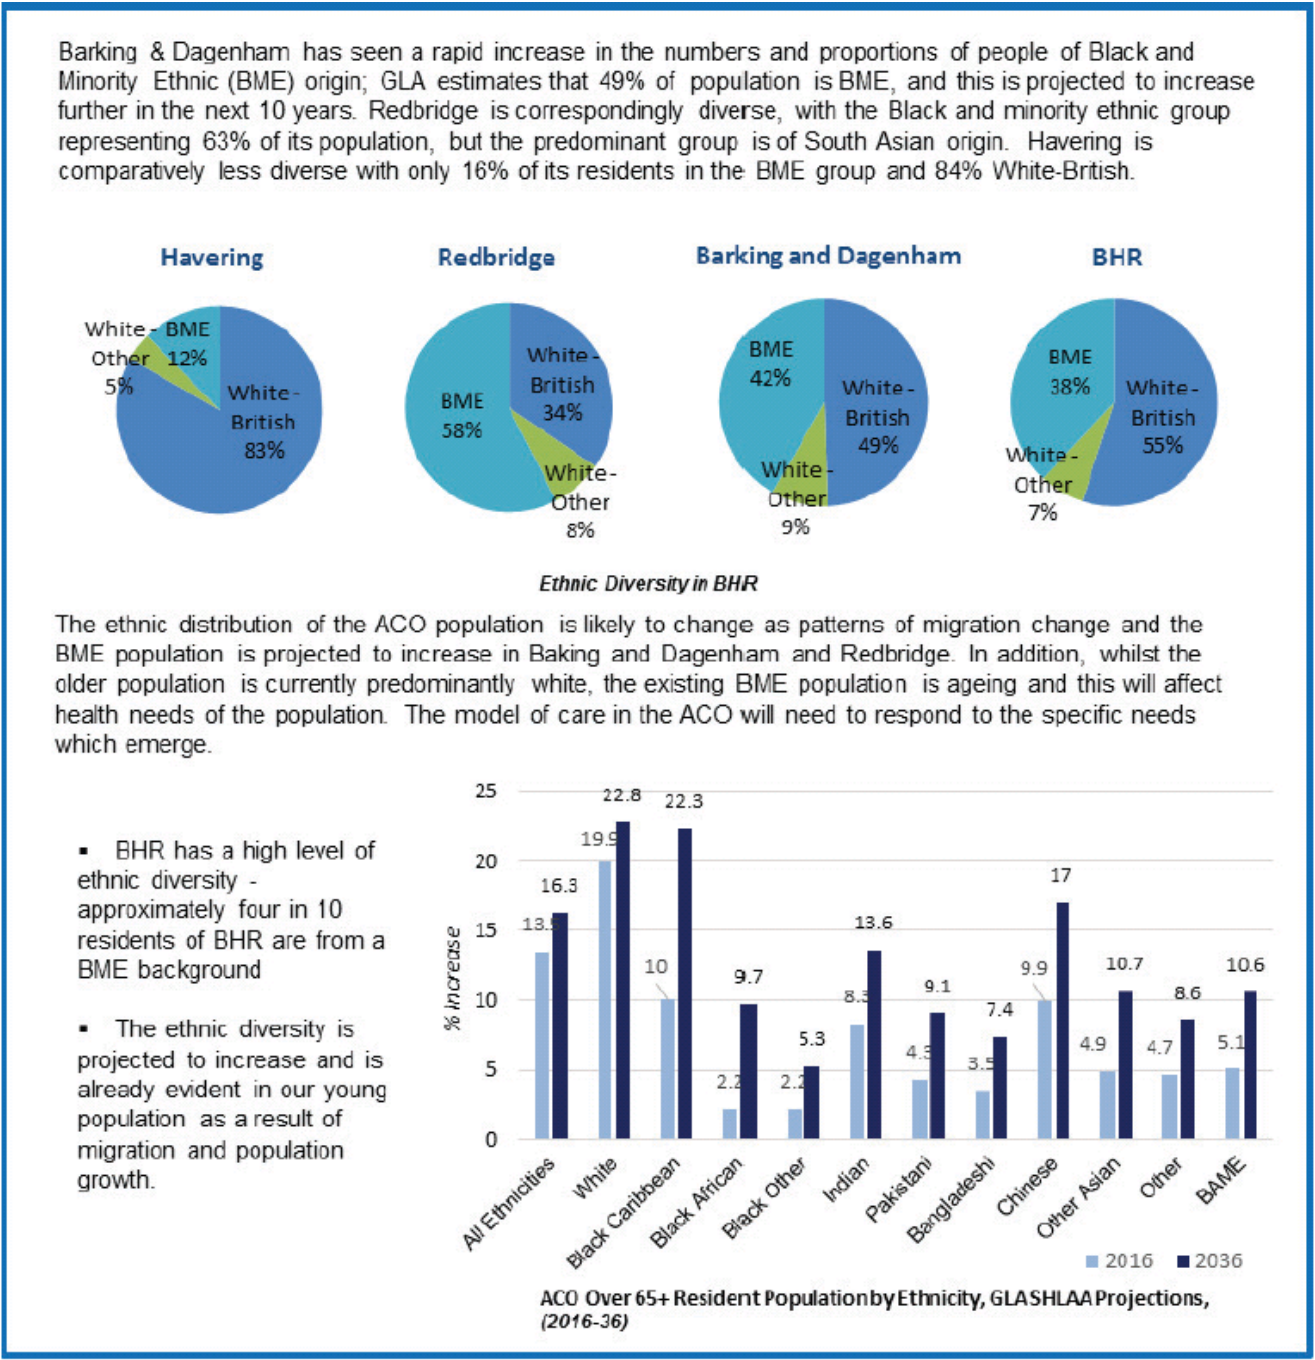 Barking & Dagenham has seen a rapid increase in the numbers and proportions of people of Black and
Minority Ethnic (BME) origin; GLA estimates that 49% of population is BME, and this is projected to increase
further in the next 10 years. Redbridge is correspondingly diverse, with the Black and minority ethnic group
representing 63% of its population, but the predominant group is of South Asian origin. Havering is
comparatively less diverse with only 16% of its residents in the BME group and 84% White-British.
Havering
White - Other 5%
BME 12%
White - British 83%
Redbridge
BME 58%
White - British 34%
White - Other 8%
Barking and Dagenham
BME 42%
White - British 49%
White - Other 9%
BHR
BME 38%
White - British 55%
White - Other 7%
Ethnic Diversity in BHR
The ethnic distribution of the ACO population is likely to change as patterns of migration change and the
BME population is projected to increase in Baking and Dagenham and Redbridge. In addition, whilst the
older population is currently predominantly white, the existing BME population is ageing and this will affect
health needs of the population. The model of care in the ACO will need to respond to the specific needs
which emerge.
▪ BHR has a high level of
ethnic diversity -
approximately four in 10
residents of BHR are from a
BME background
▪ The ethnic diversity is
projected to increase and is
already evident in our young
population as a result of
migration and population
growth.
% Increase
25
20
15
10
5
0
13.5 16.3
19.9 22.8
10 22.3
2.2 9.7
2.2 5.3
8.3 13.6
4.3 9.1
3.5 7.4
9.9 17
4.9 10.7
4.7 8.6
5.1 10.6
All Ethnicities
White
Black Caribbean
Black African
Black Other
Indian
Pakistani
Bangladeshi
Chinese
Other Asian
Other
BAME
2016 2036
ACO Over 65+ Resident Population by Ethnicity, GLA SHLAA Projections,
(2016-36)